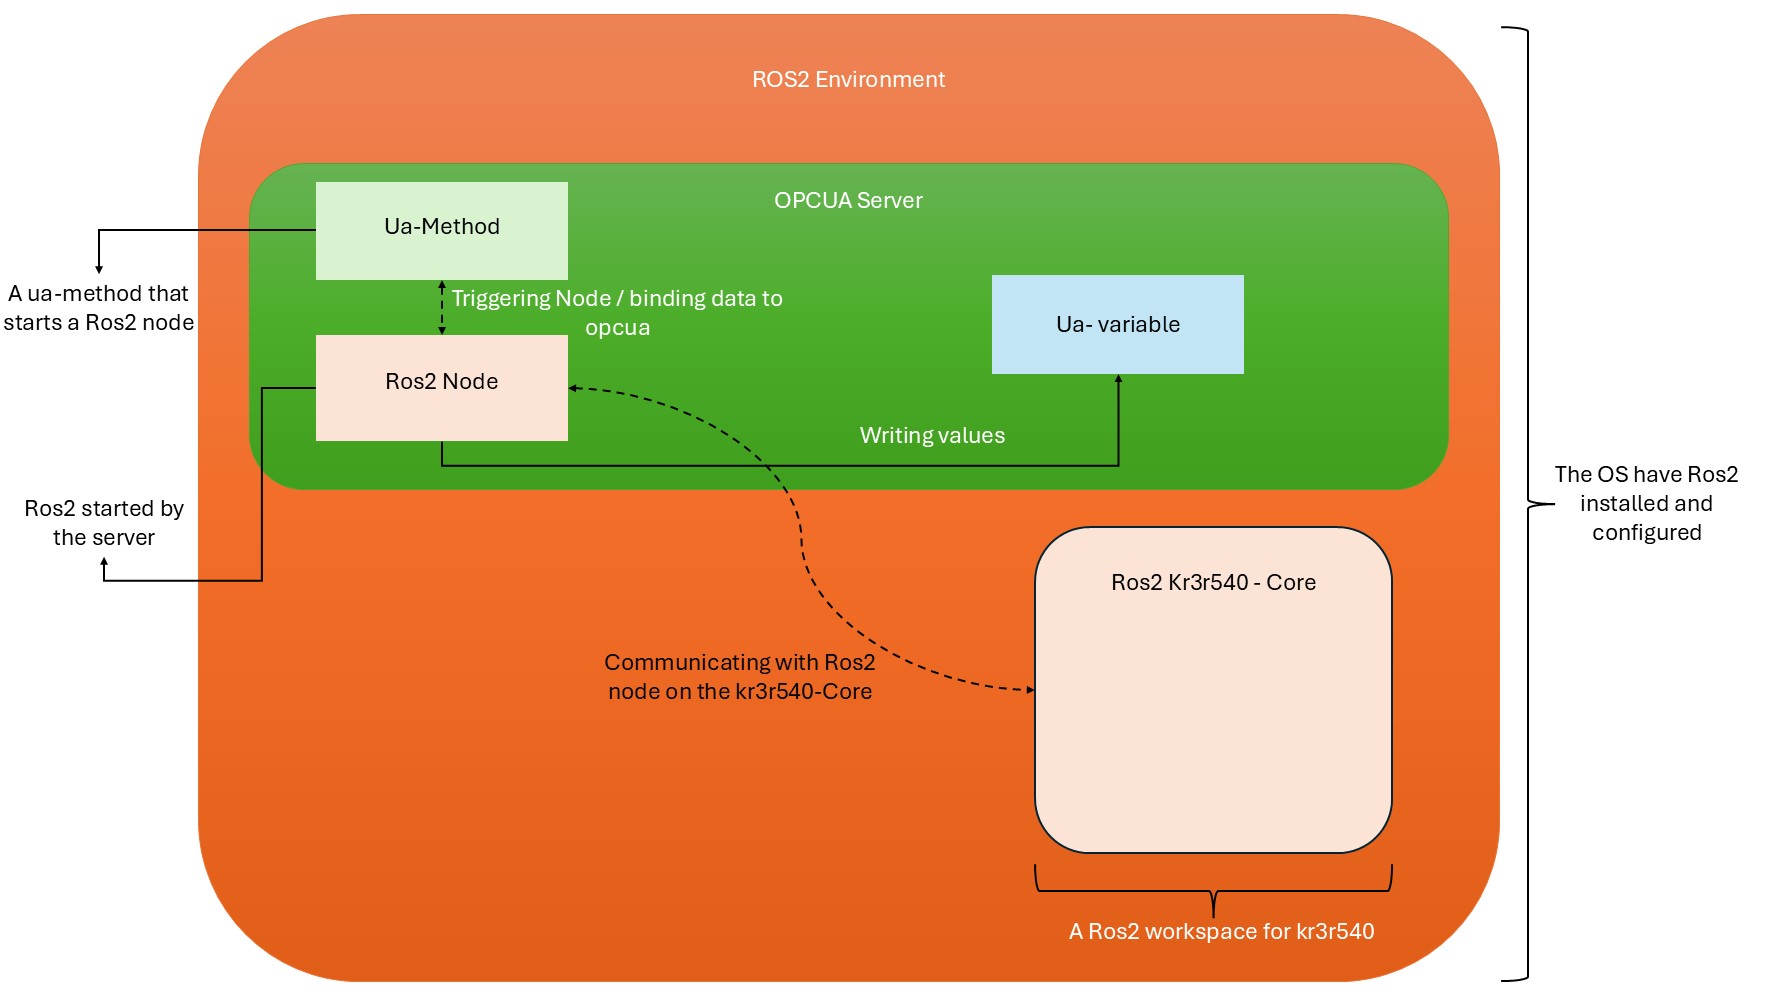 ROS2 Environment
OPCUA Server
Ua-Method
A ua-method that
starts a Ros2 node
Triggering Node / binding data to
opcua
Ua- variable
Ros2 Node
Writing values
Ros2 started by
the server
The OS have Ros2
installed and
configured
Ros2 Kr3r540 - Core
Communicating with Ros2
node on the kr3r540-Core
A Ros2 workspace for kr3r540